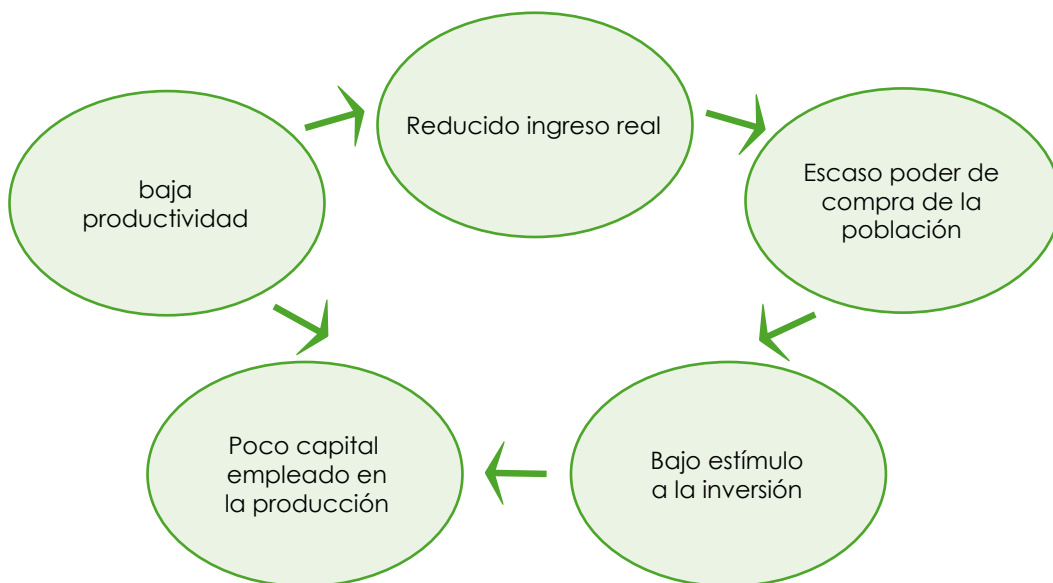 Reducido ingreso real
baja
productividad
Escaso poder de
compra de la
población
Poco capital
empleado en
la producción
Bajo estímulo
a la inversión